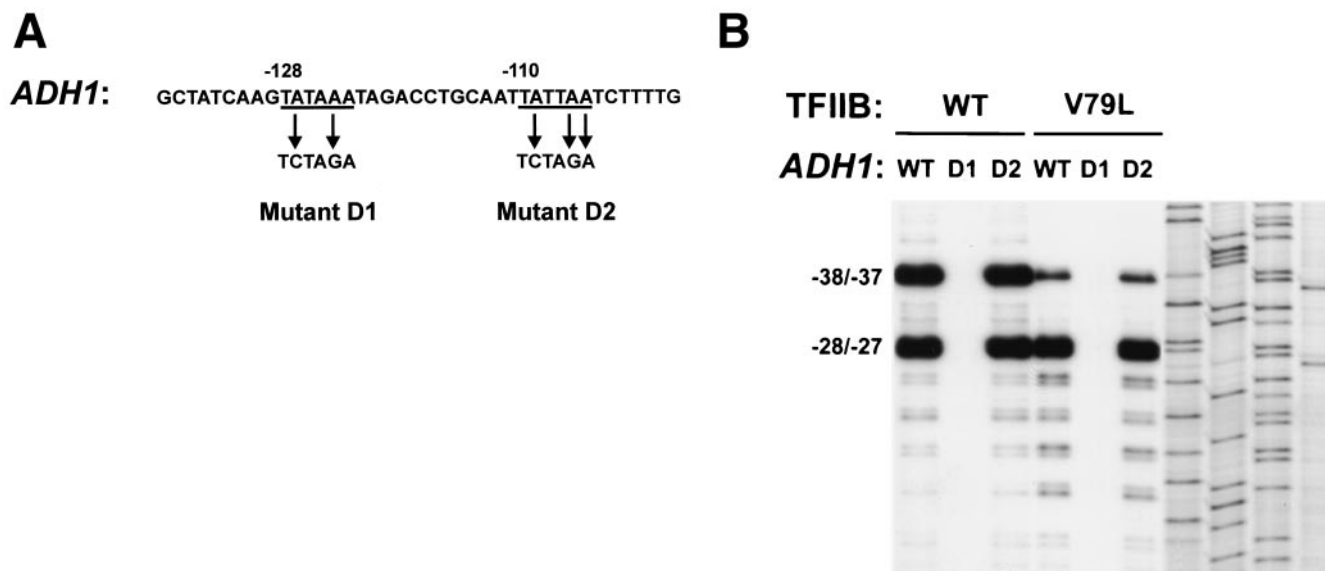 A
-128
-110
ADH1: GCTATCAAGTATAAATAGACCTGCAATTATTAATCTTTTG
TCTAGA TCTAGA
Mutant D1 Mutant D2
B
TFIIB: WT V79L
ADH1: WT D1 D2 WT D1 D2
-38/-37
-28/-27